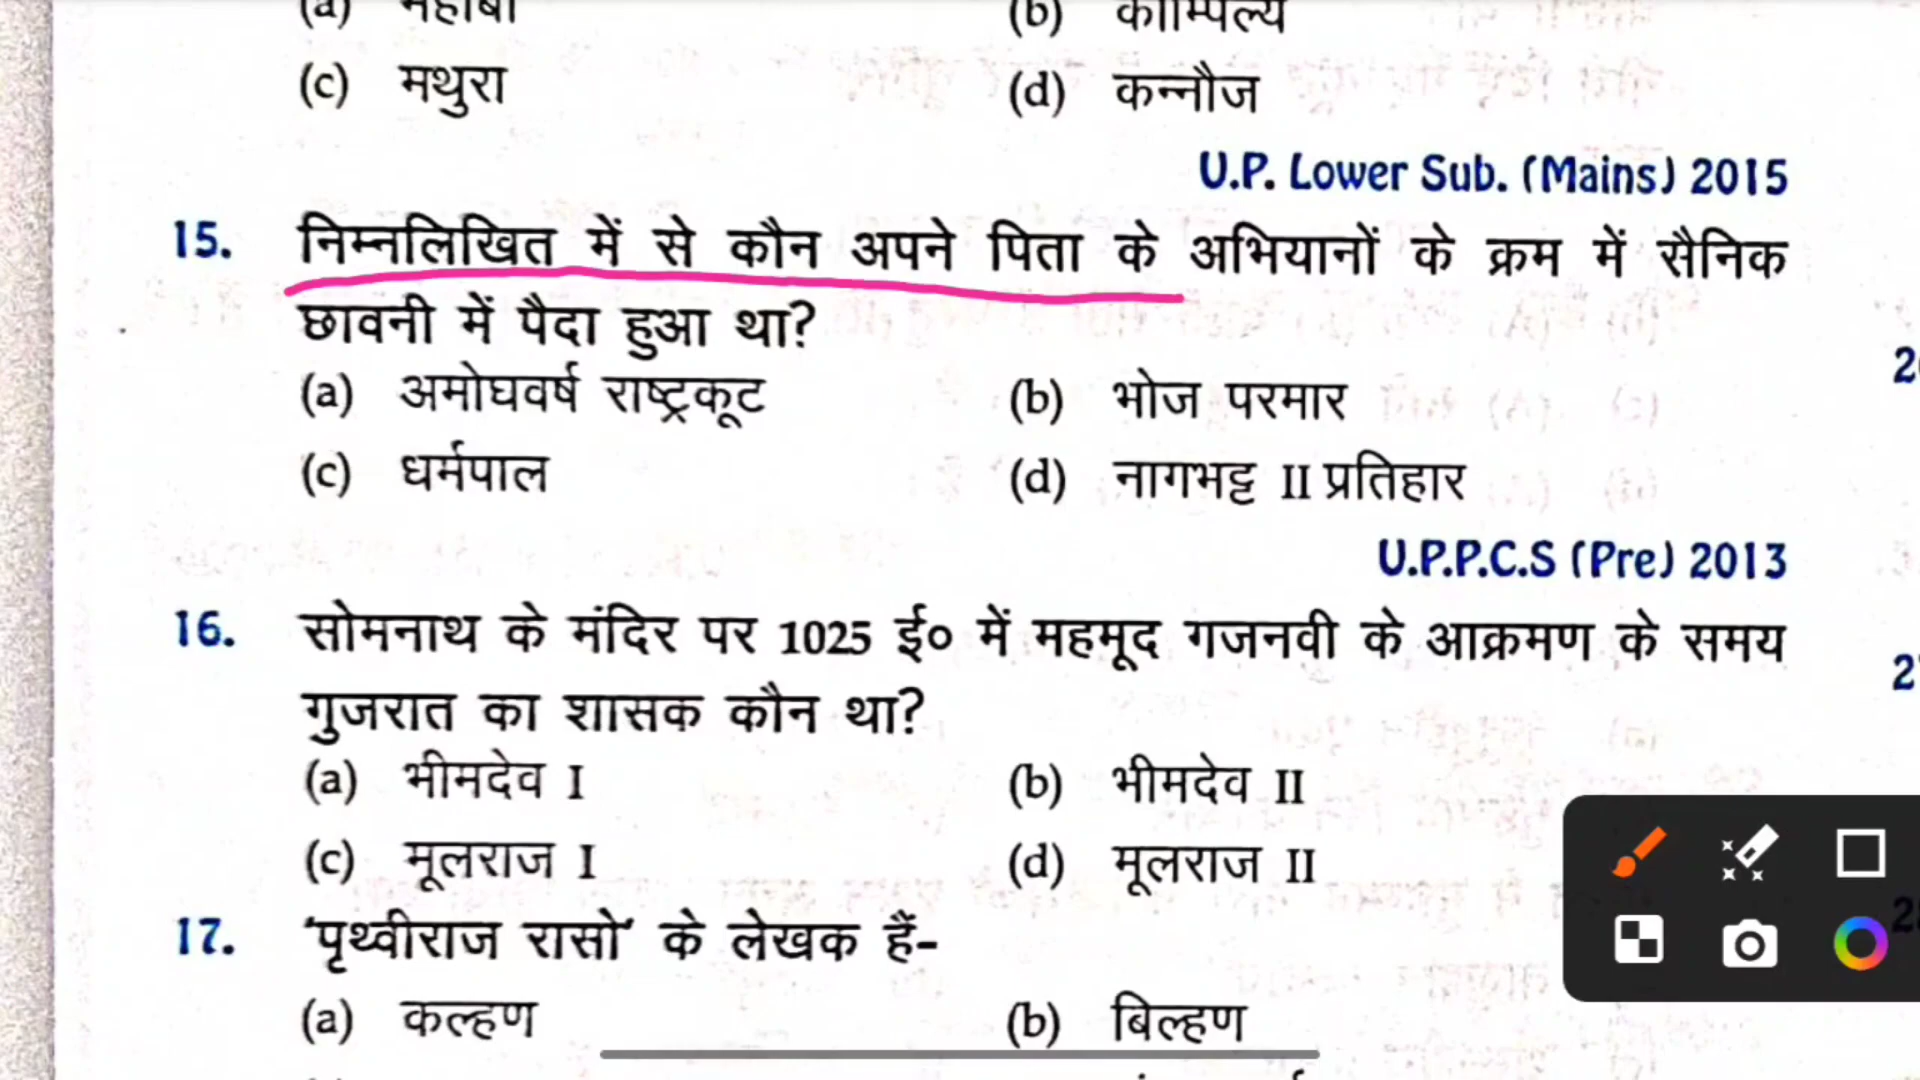 (a) महोबा (b) काम्पिल्य
(c) मथुरा (d) कन्नौज
U.P. Lower Sub. (Mains) 2015
15. निम्नलिखित में से कौन अपने पिता के अभियानों के क्रम में सैनिक
छावनी में पैदा हुआ था?
(a) अमोघवर्ष राष्ट्रकूट (b) भोज परमार
(c) धर्मपाल (d) नागभट्ट II प्रतिहार
U.P.P.C.S (Pre) 2013
16. सोमनाथ के मंदिर पर 1025 ई० में महमूद गजनवी के आक्रमण के समय
गुजरात का शासक कौन था?
(a) भीमदेव I (b) भीमदेव II
(c) मूलराज I (d) मूलराज II
17. 'पृथ्वीराज रासो' के लेखक हैं-
(a) कल्हण (b) बिल्हण